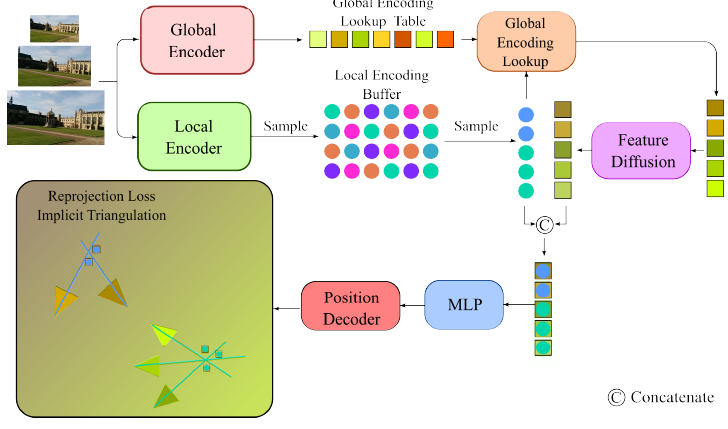 Global Encoding
Lookup Table
Global
Encoder
Global
Encoding
Lookup
Local Encoding
Buffer
Local
Encoder
Sample
Sample
Feature
Diffusion
Reprojection Loss
Implicit Triangulation
C
Position
Decoder
MLP
C Concatenate